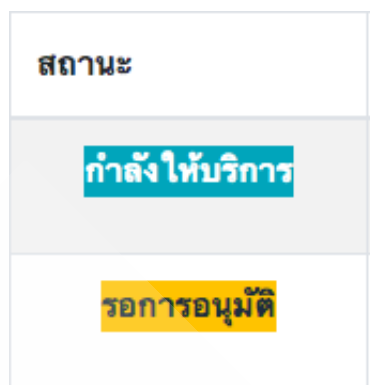 สถานะ
กำลังให้บริการ
รอการอนุมัติ